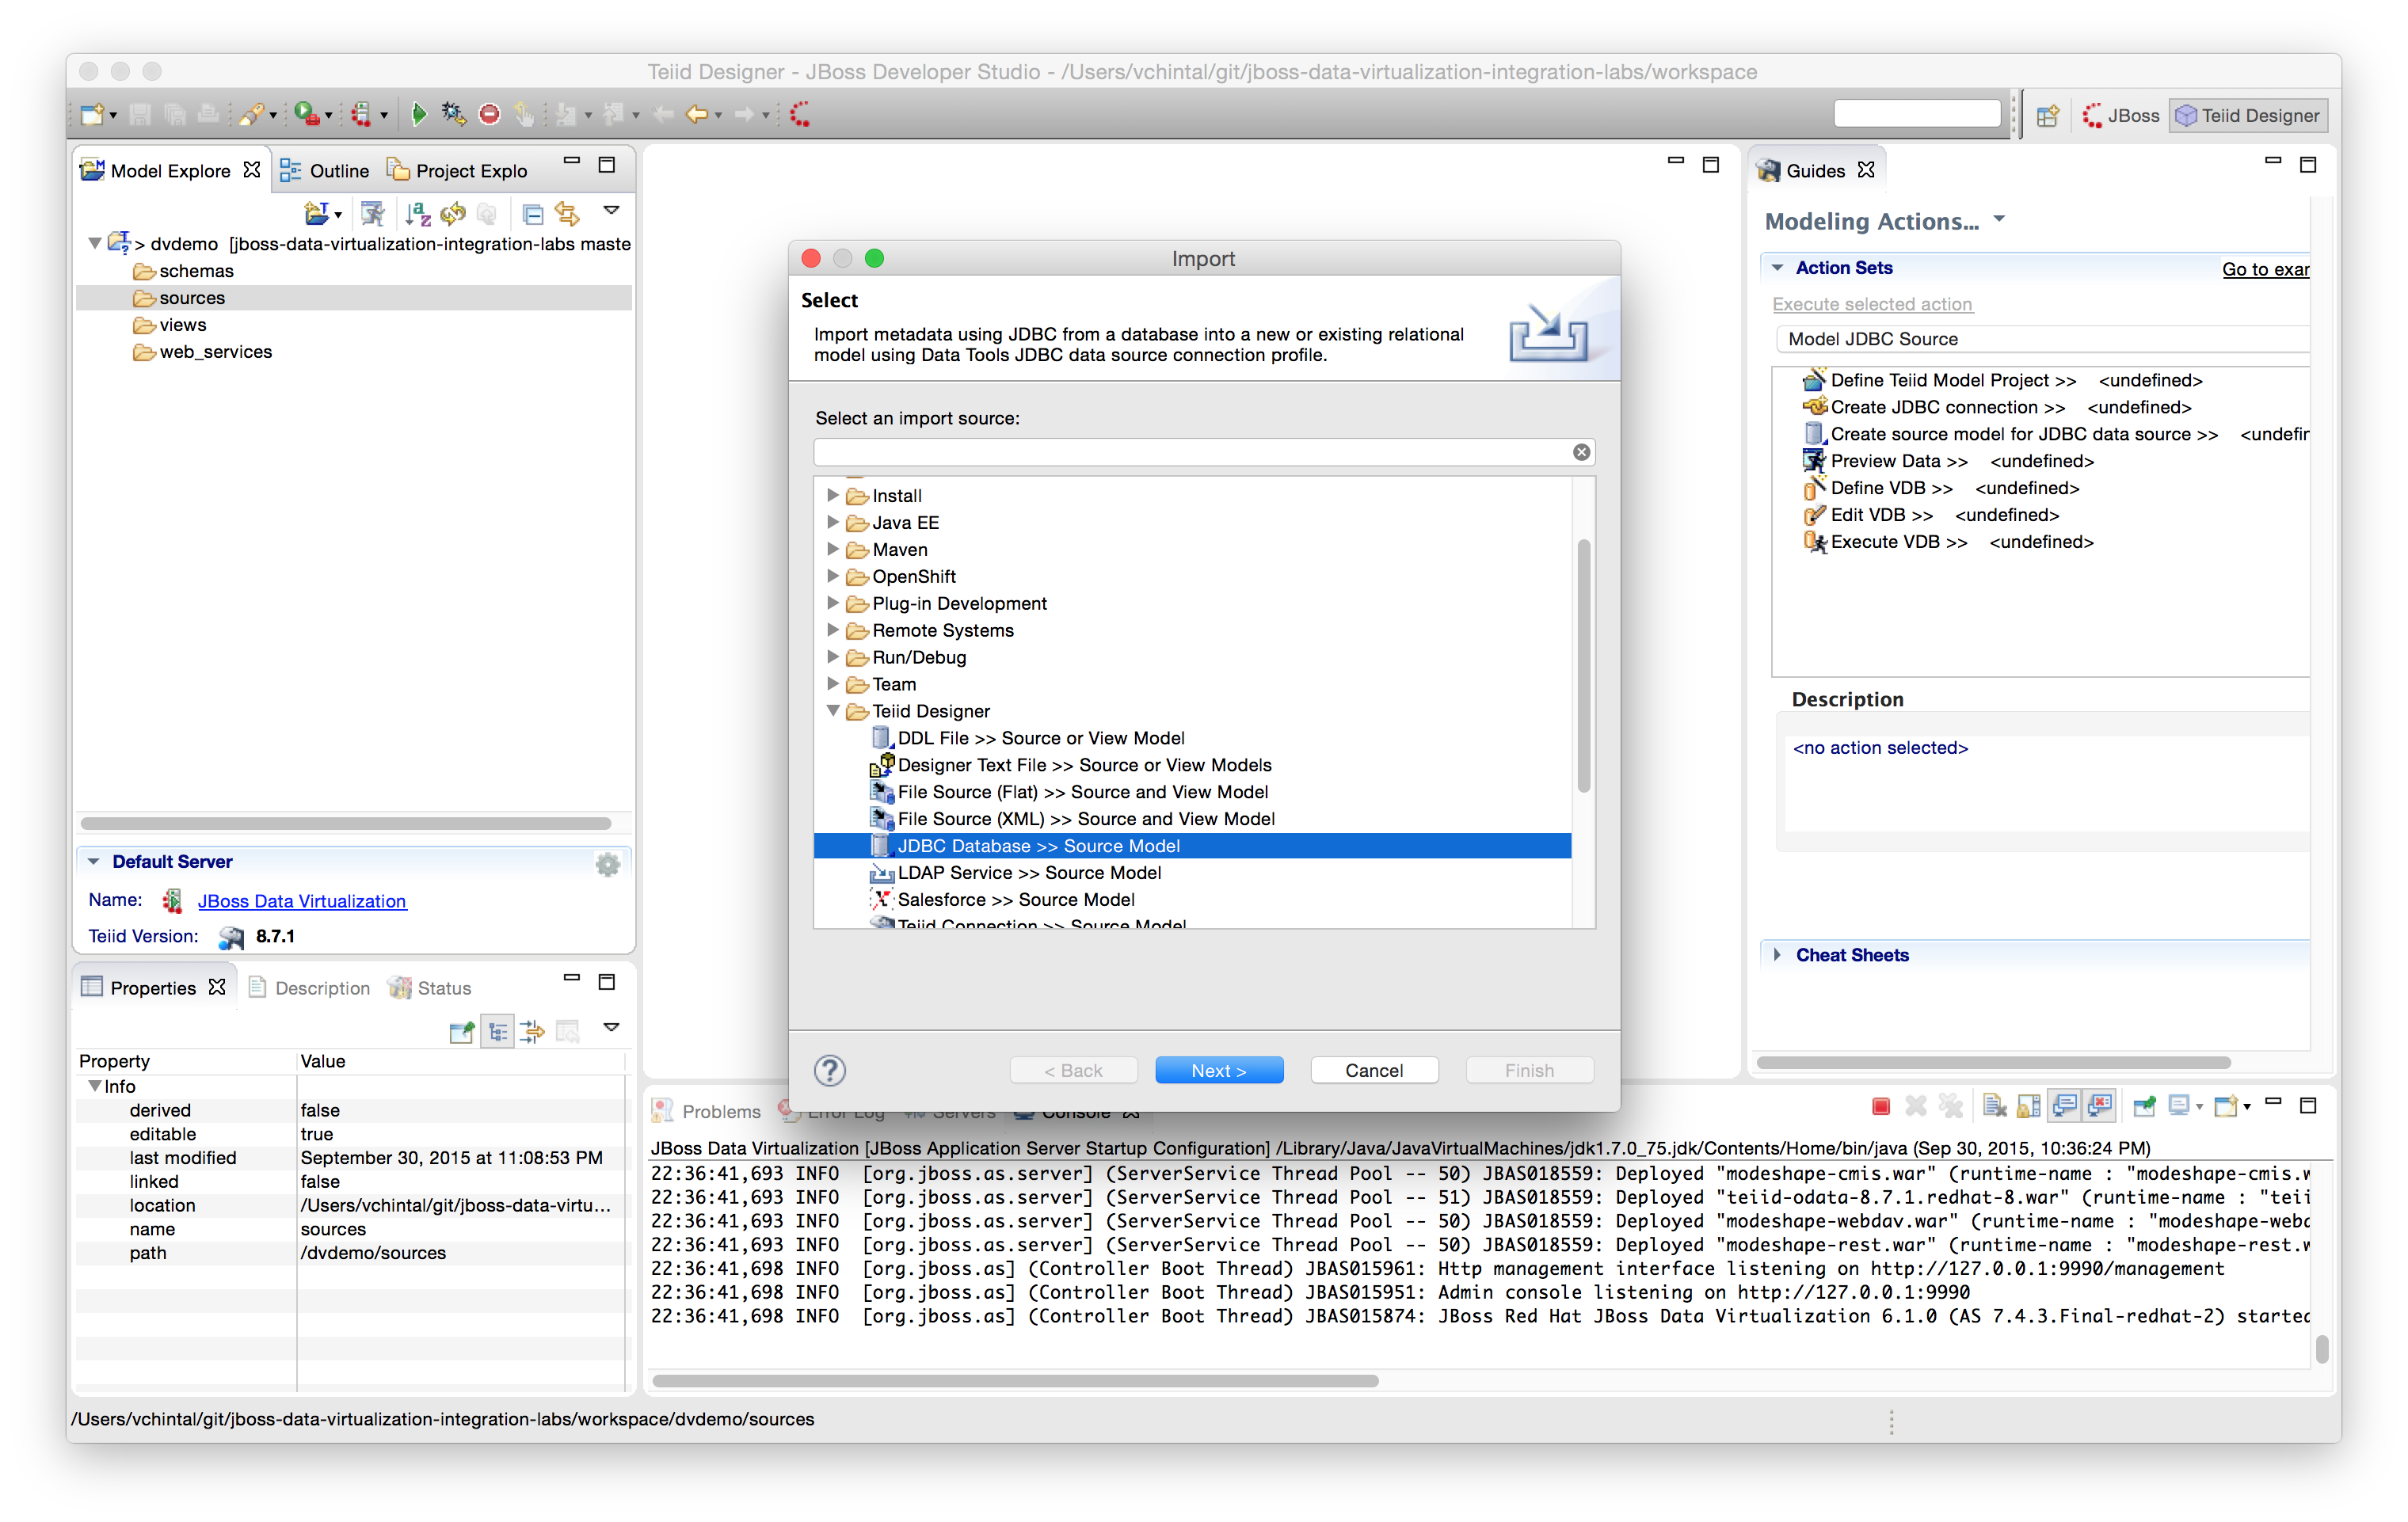 Teiid Designer - JBoss Developer Studio - /Users/vchintal/git/jboss-data-virtualization-integration-labs/workspace
JBoss
Teiid Designer
Model Explore
Outline
Project Explo
> dvdemo [jboss-data-virtualization-integration-labs maste
schemas
sources
views
web_services
Default Server
Name: JBoss Data Virtualization
Teiid Version: 8.7.1
Properties
Description
Status
Property Value
Info
derived false
editable true
last modified September 30, 2015 at 11:08:53 PM
linked false
location /Users/vchintal/git/jboss-data-virtu...
name sources
path /dvdemo/sources
Import
Select
Import metadata using JDBC from a database into a new or existing relational
model using Data Tools JDBC data source connection profile.
Select an import source:
Install
Java EE
Maven
OpenShift
Plug-in Development
Remote Systems
Run/Debug
Team
Teiid Designer
DDL File >> Source or View Model
Designer Text File >> Source or View Models
File Source (Flat) >> Source and View Model
File Source (XML) >> Source and View Model
JDBC Database >> Source Model
LDAP Service >> Source Model
Salesforce >> Source Model
Teiid Connection >> Source Model
< Back
Next >
Cancel
Finish
Guides
Modeling Actions...
Action Sets
Go to exar
Execute selected action
Model JDBC Source
Define Teiid Model Project >> <undefined>
Create JDBC connection >> <undefined>
Create source model for JDBC data source >> <undefir
Preview Data >> <undefined>
Define VDB >> <undefined>
Edit VDB >> <undefined>
Execute VDB >> <undefined>
Description
<no action selected>
Cheat Sheets
Problems
Error Log
Servers
Console
JBoss Data Virtualization [JBoss Application Server Startup Configuration] /Library/Java/JavaVirtualMachines/jdk1.7.0_75.jdk/Contents/Home/bin/java (Sep 30, 2015, 10:36:24 PM)
22:36:41,693 INFO [org.jboss.as.server] (ServerService Thread Pool -- 50) JBAS018559: Deployed "modeshape-cmis.war" (runtime-name : "modeshape-cmis.w
22:36:41,693 INFO [org.jboss.as.server] (ServerService Thread Pool -- 51) JBAS018559: Deployed "teiid-odata-8.7.1.redhat-8.war" (runtime-name : "teii
22:36:41,693 INFO [org.jboss.as.server] (ServerService Thread Pool -- 50) JBAS018559: Deployed "modeshape-webdav.war" (runtime-name : "modeshape-webd
22:36:41,693 INFO [org.jboss.as.server] (ServerService Thread Pool -- 50) JBAS018559: Deployed "modeshape-rest.war" (runtime-name : "modeshape-rest.w
22:36:41,698 INFO [org.jboss.as] (Controller Boot Thread) JBAS015961: Http management interface listening on http://127.0.0.1:9990/management
22:36:41,698 INFO [org.jboss.as] (Controller Boot Thread) JBAS015951: Admin console listening on http://127.0.0.1:9990
22:36:41,698 INFO [org.jboss.as] (Controller Boot Thread) JBAS015874: JBoss Red Hat JBoss Data Virtualization 6.1.0 (AS 7.4.3.Final-redhat-2) started
/Users/vchintal/git/jboss-data-virtualization-integration-labs/workspace/dvdemo/sources